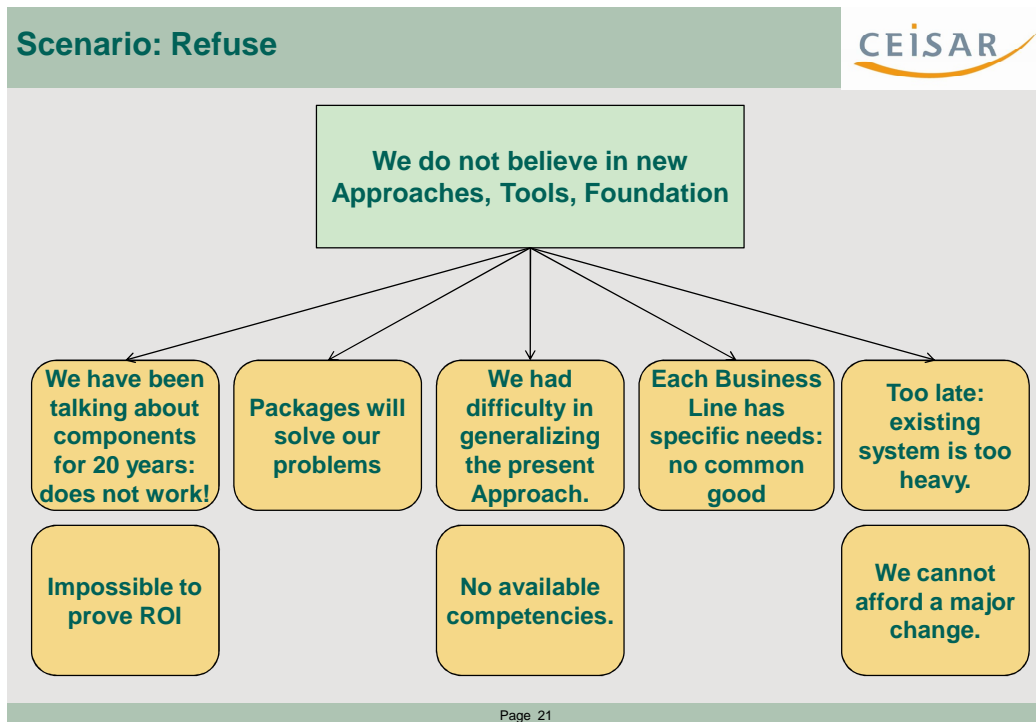 Scenario: Refuse
CEiSAR
We do not believe in new
Approaches, Tools, Foundation
We have been
talking about
components
for 20 years:
does not work!
Packages will
solve our
problems
We had
difficulty in
generalizing
the present
Approach.
Each Business
Line has
specific needs:
no common
good
Too late:
existing
system is too
heavy.
Impossible to
prove ROI
No available
competencies.
We cannot
afford a major
change.
Page 21